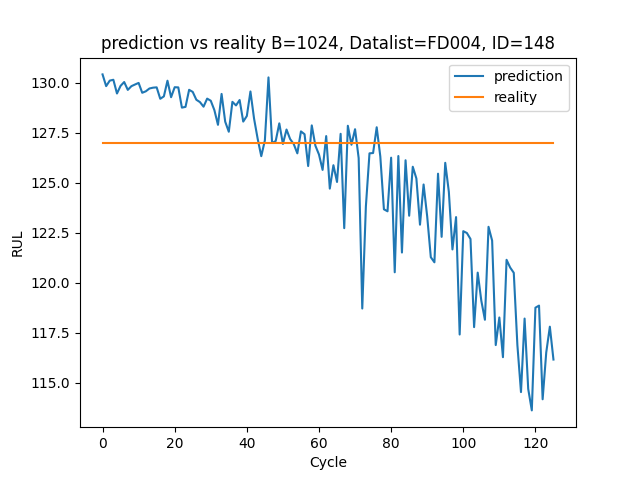 prediction vs reality B=1024, Datalist=FD004, ID=148
prediction
reality
RUL
130.0
127.5
125.0
122.5
120.0
117.5
115.0
0 20 40 60 80 100 120
Cycle